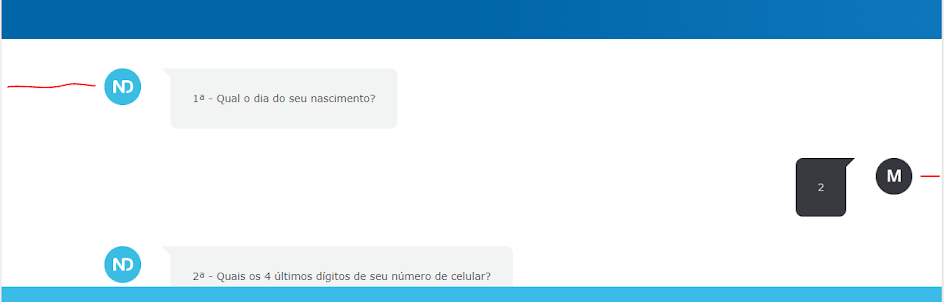 ND
1ª - Qual o dia do seu nascimento?
2
M
ND
2ª - Quais os 4 últimos dígitos de seu número de celular?